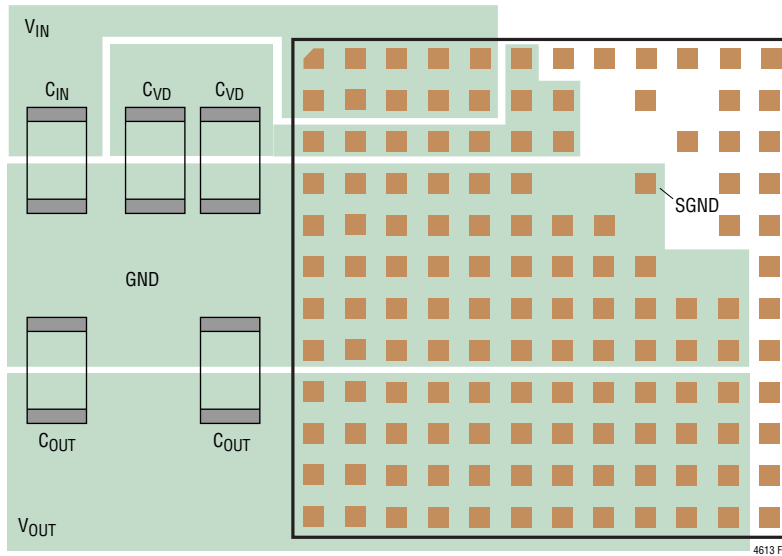 VIN
CIN
CVD
CVD
SGND
GND
COUT
COUT
VOUT
4613 F